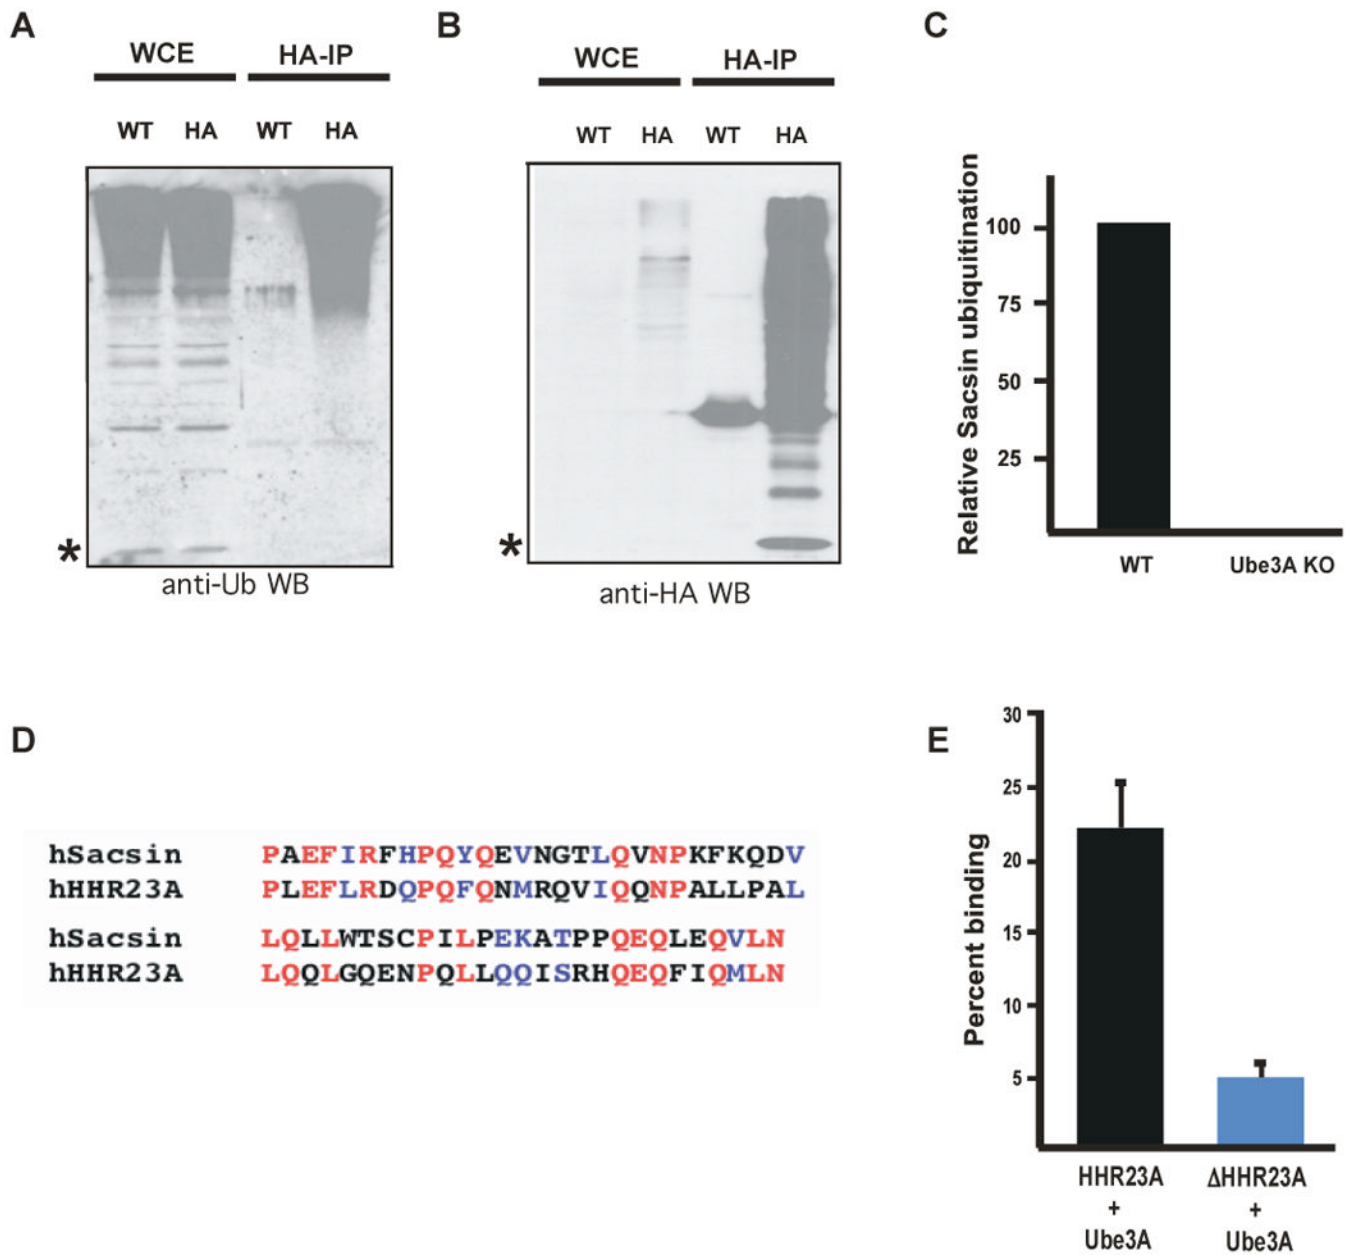 A
WCE HA-IP
WT HA WT HA
*
anti-Ub WB
B
WCE HA-IP
WT HA WT HA
*
anti-HA WB
C
Relative Sacsin ubiquitination
100
75
50
25
WT Ube3A KO
D
hSacsin PAEFIRFHPQYQEVNGTLQVNPKFKQDV
hHHR23A PLEFLRDQPQFQNMRQVIQQNPALLPAL
hSacsin LQLLWTSCPILPEKATPPQEQLEQVLN
hHHR23A LQQLGQENPQLLQQISRHQEQFIQMLN
E
Percent binding
30
25
20
15
10
5
HHR23A ΔHHR23A
+ +
Ube3A Ube3A